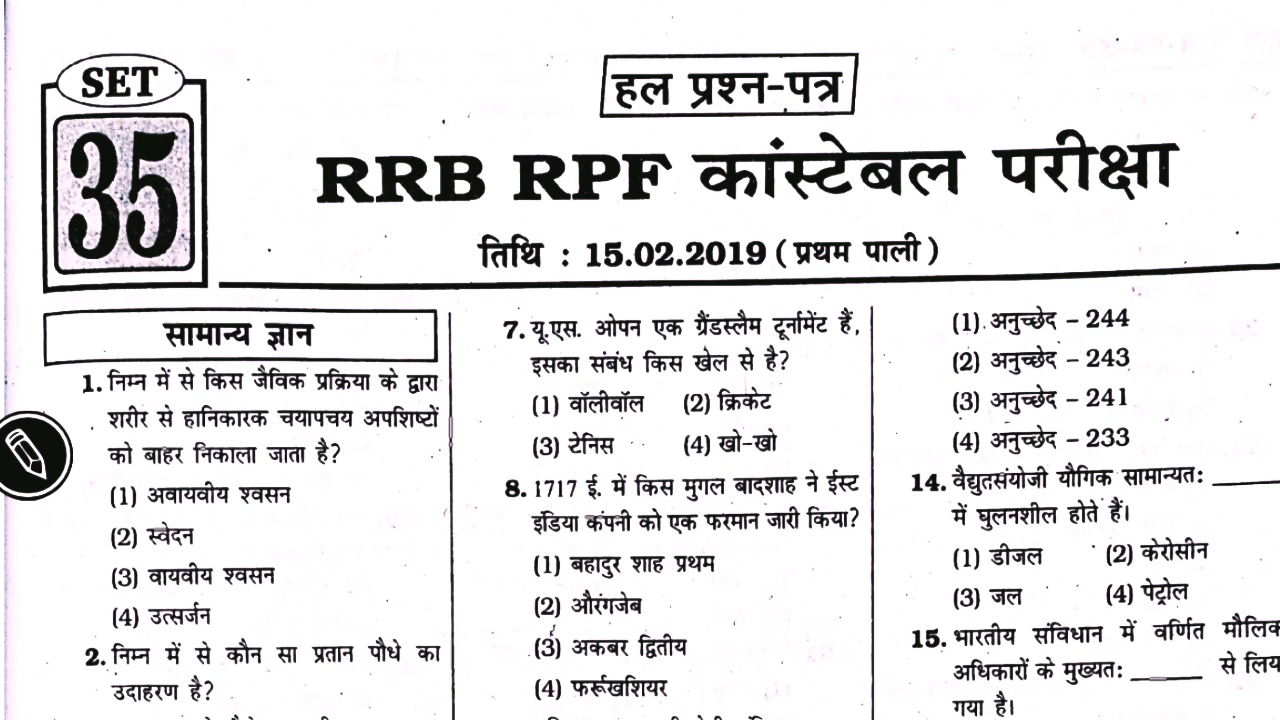 SET
35
हल प्रश्न-पत्र
RRB RPF कांस्टेबल परीक्षा
तिथि : 15.02.2019 ( प्रथम पाली )
सामान्य ज्ञान
1. निम्न में से किस जैविक प्रक्रिया के द्वारा
शरीर से हानिकारक चयापचय अपशिष्टों
को बाहर निकाला जाता है?
(1) अवायवीय श्वसन
(2) स्वेदन
(3) वायवीय श्वसन
(4) उत्सर्जन
2. निम्न में से कौन सा प्रतान पौधे का
उदाहरण है?
7. यू.एस. ओपन एक ग्रैंडस्लैम टूर्नामेंट हैं,
इसका संबंध किस खेल से है?
(1) वॉलीवॉल (2) क्रिकेट
(3) टेनिस (4) खो-खो
8. 1717 ई. में किस मुगल बादशाह ने ईस्ट
इंडिया कंपनी को एक फरमान जारी किया?
(1) बहादुर शाह प्रथम
(2) औरंगजेब
(3) अकबर द्वितीय
(4) फर्रूखशियर
(1) अनुच्छेद – 244
(2) अनुच्छेद – 243
(3) अनुच्छेद – 241
(4) अनुच्छेद – 233
14. वैद्युतसंयोजी यौगिक सामान्यत: ______
में घुलनशील होते हैं।
(1) डीजल (2) केरोसीन
(3) जल (4) पेट्रोल
15. भारतीय संविधान में वर्णित मौलिक
अधिकारों के मुख्यत: ______ से लिय
गया है।